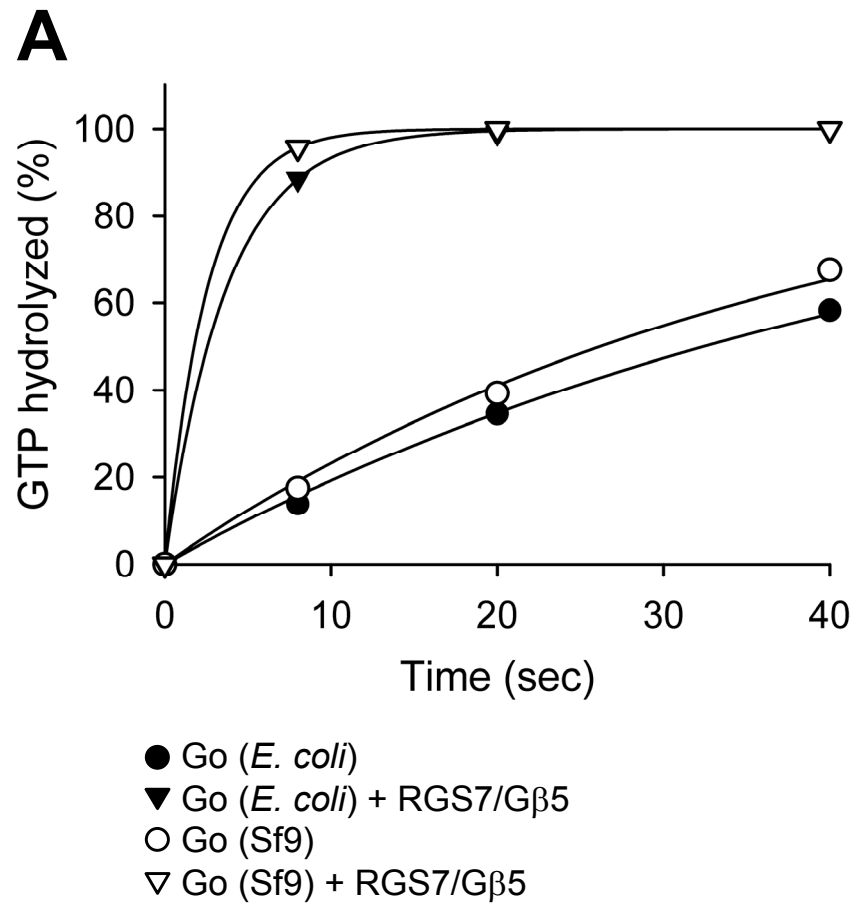 A
GTP hydrolyzed (%)
100
80
60
40
20
0
0 10 20 30 40
Time (sec)
Go (E. coli)
Go (E. coli) + RGS7/Gβ5
Go (Sf9)
Go (Sf9) + RGS7/Gβ5